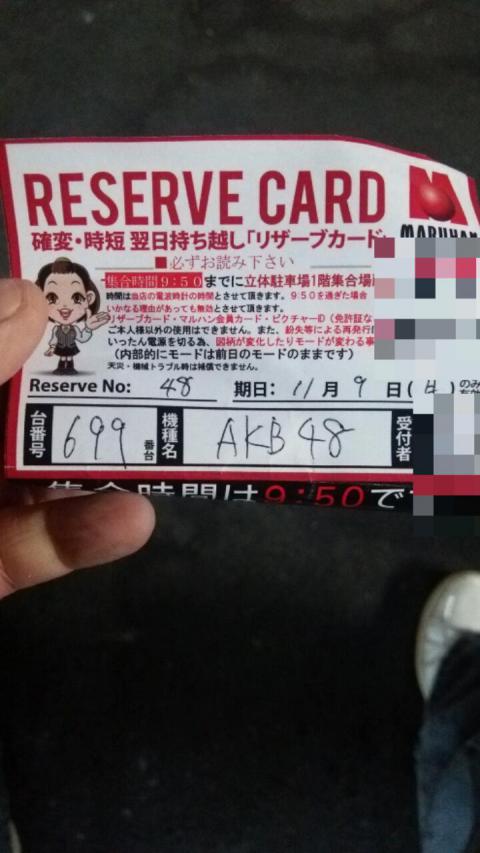 RESERVE CARD
MARUHAN
確変・時短 翌日持ち越し「リザーブカード
■必ずお読み下さい
集合時間9:50までに立体駐車場1階集合場
時間は当店の電波時計の時間とさせて頂きます。9:50を過ぎた場合
いかなる理由があっても無効とさせて頂きます。
リザーブカード・マルハン会員カード・ピクチャーID(免許証な
ご本人様以外の使用はできません。また、紛失等による再発行
いったん電源を切る為、図柄が変化したりモードが変わる事
(内部的にモードは前日のモードのままです)
天災・機械トラブル時は補償できません。
Reserve No: 48 期日: 11月9日( のみ
台番号 699番台 機種名 AKB48 受付者
集合時間は9:50で